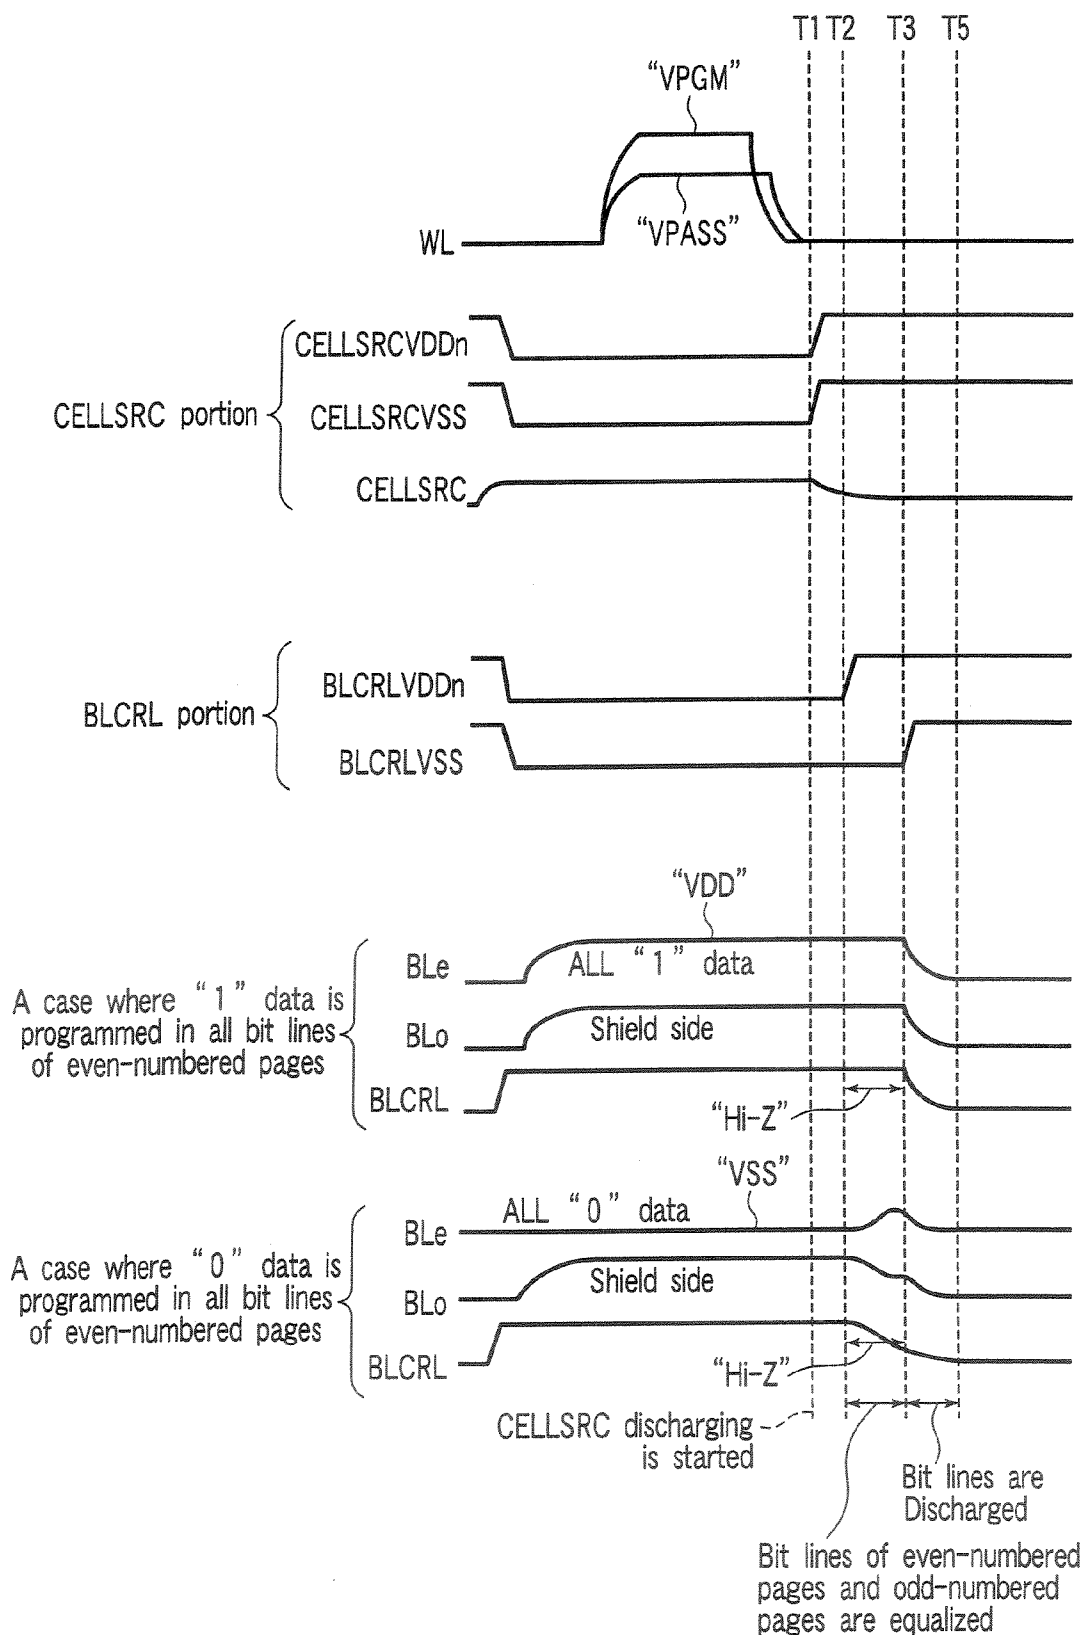 T1 T2 T3 T5
“VPGM”
“VPASS”
WL
CELLSRC portion
CELLSRCVDDn
CELLSRCVSS
CELLSRC
BLCRL portion
BLCRLVDDn
BLCRLVSS
“VDD”
A case where “1” data is
programmed in all bit lines
of even-numbered pages
BLe
ALL “1” data
BLo
Shield side
BLCRL
“Hi-Z”
“VSS”
A case where “0” data is
programmed in all bit lines
of even-numbered pages
BLe
ALL “0” data
BLo
Shield side
BLCRL
“Hi-Z”
CELLSRC discharging
is started
Bit lines are
Discharged
Bit lines of even-numbered
pages and odd-numbered
pages are equalized